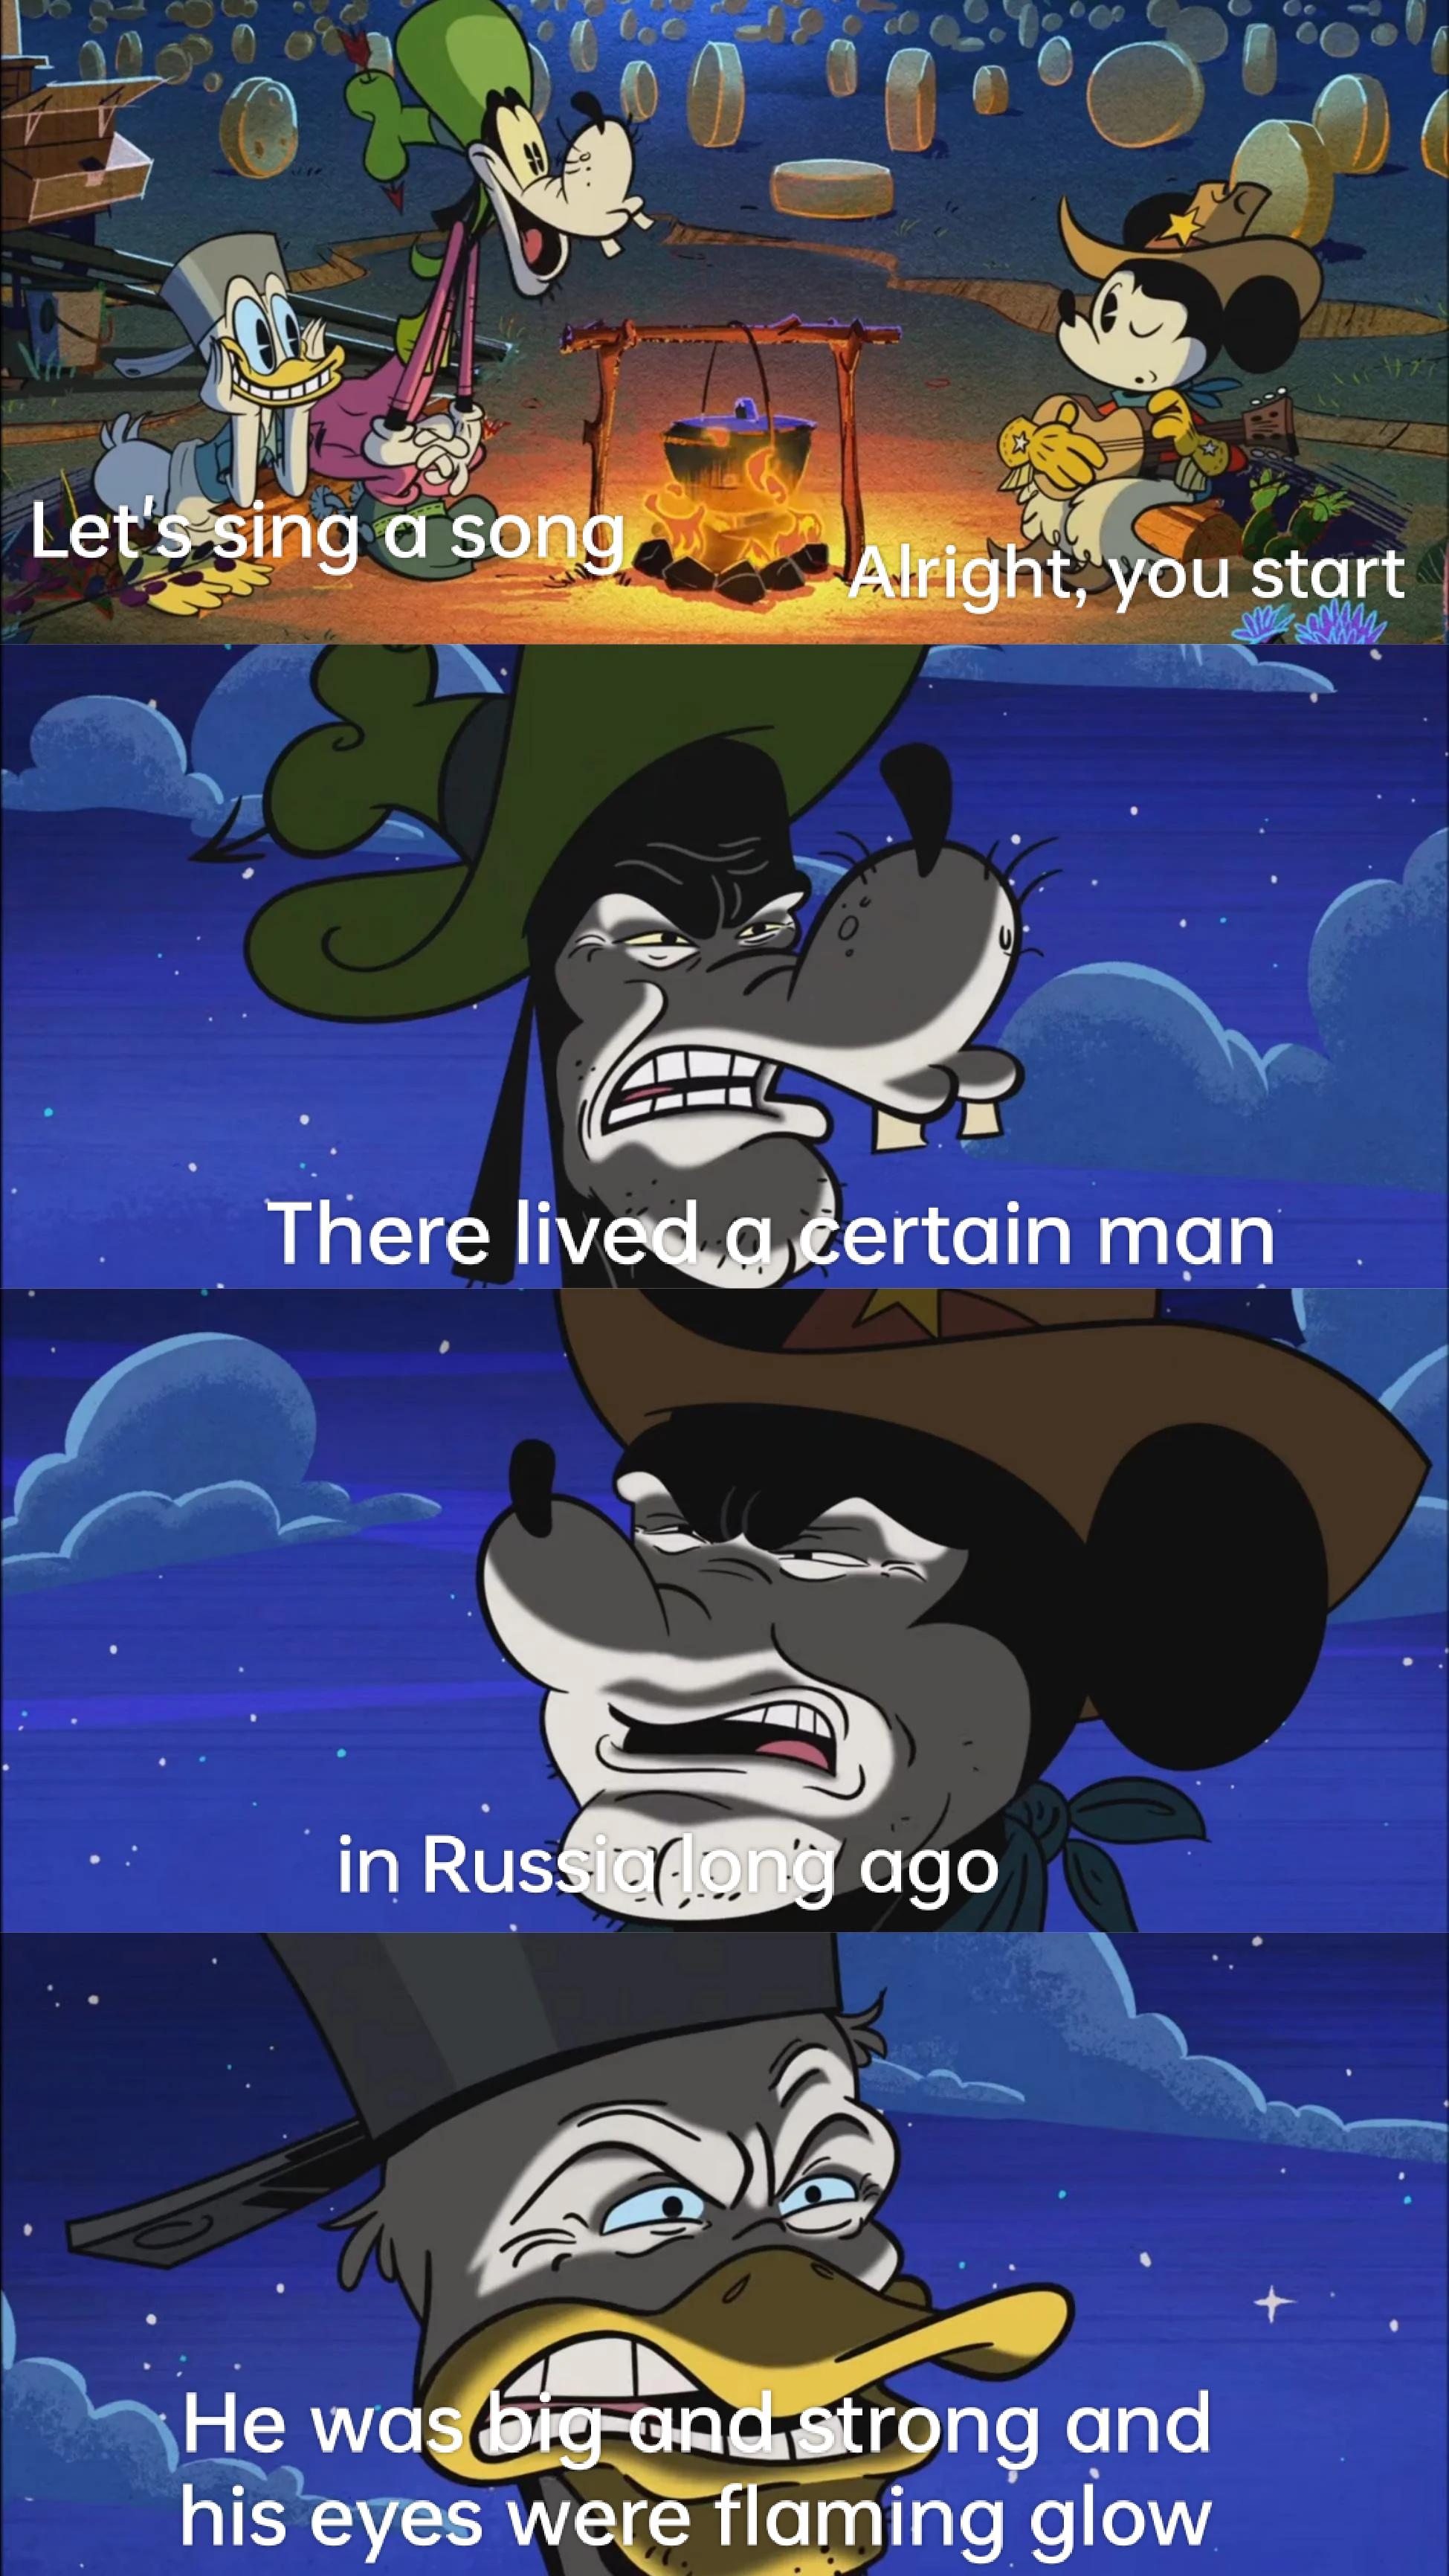 Let's sing a song
Alright, you start
There lived a certain man
in Russia long ago
He was big and strong and
his eyes were flaming glow